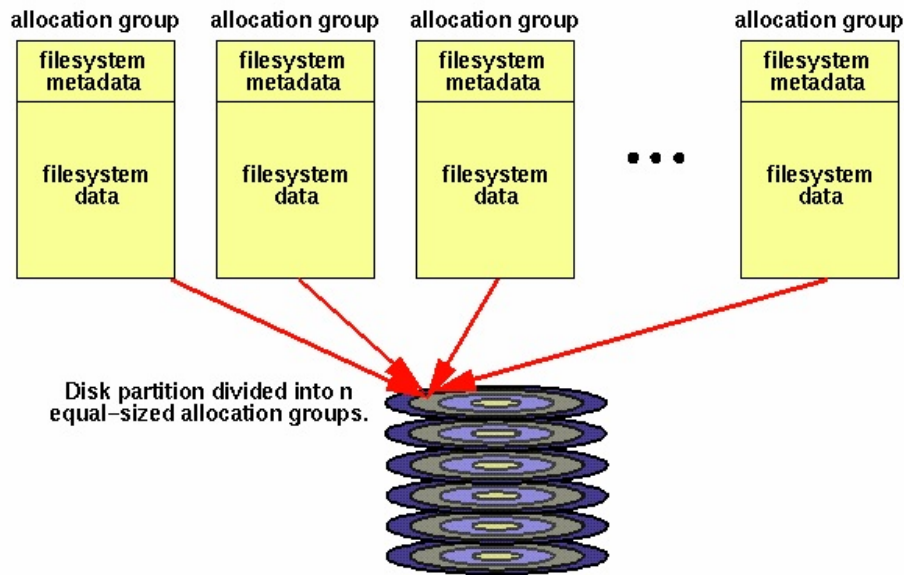 allocation group
allocation group
allocation group
allocation group
filesystem
metadata
filesystem
metadata
filesystem
metadata
filesystem
metadata
filesystem
data
filesystem
data
filesystem
data
filesystem
data
Disk partition divided into n
equal-sized allocation groups.